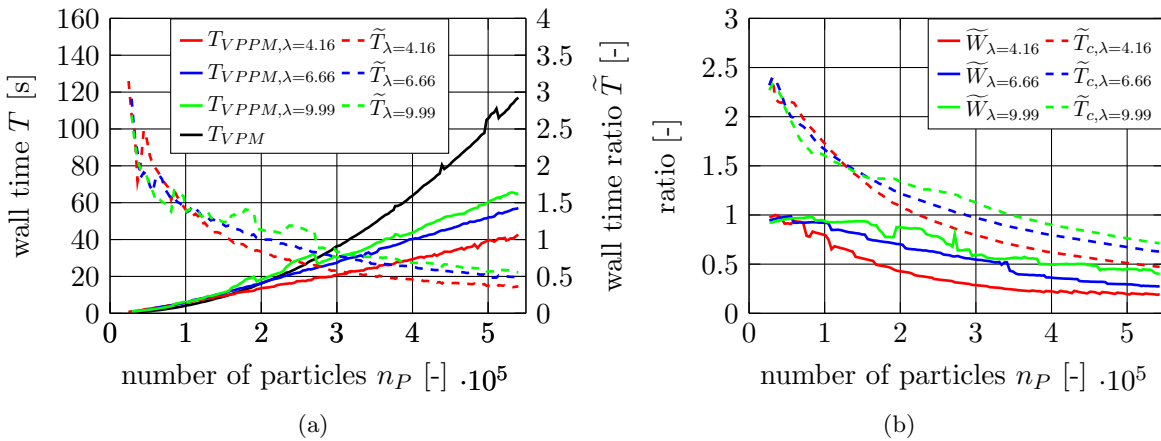 160
140
120
100
80
60
40
20
0
wall time T [s]
T_{VPPM,λ=4.16}
T_{VPPM,λ=6.66}
T_{VPPM,λ=9.99}
T_{VPM}
T̃_{λ=4.16}
T̃_{λ=6.66}
T̃_{λ=9.99}
4
3.5
3
2.5
2
1.5
1
0.5
0
wall time ratio T̃ [-]
0 1 2 3 4 5
number of particles n_P [-] ·10^5
(a)
3
2.5
2
1.5
1
0.5
0
ratio [-]
W̃_{λ=4.16}
W̃_{λ=6.66}
W̃_{λ=9.99}
T̃_{c,λ=4.16}
T̃_{c,λ=6.66}
T̃_{c,λ=9.99}
0 1 2 3 4 5
number of particles n_P [-] ·10^5
(b)